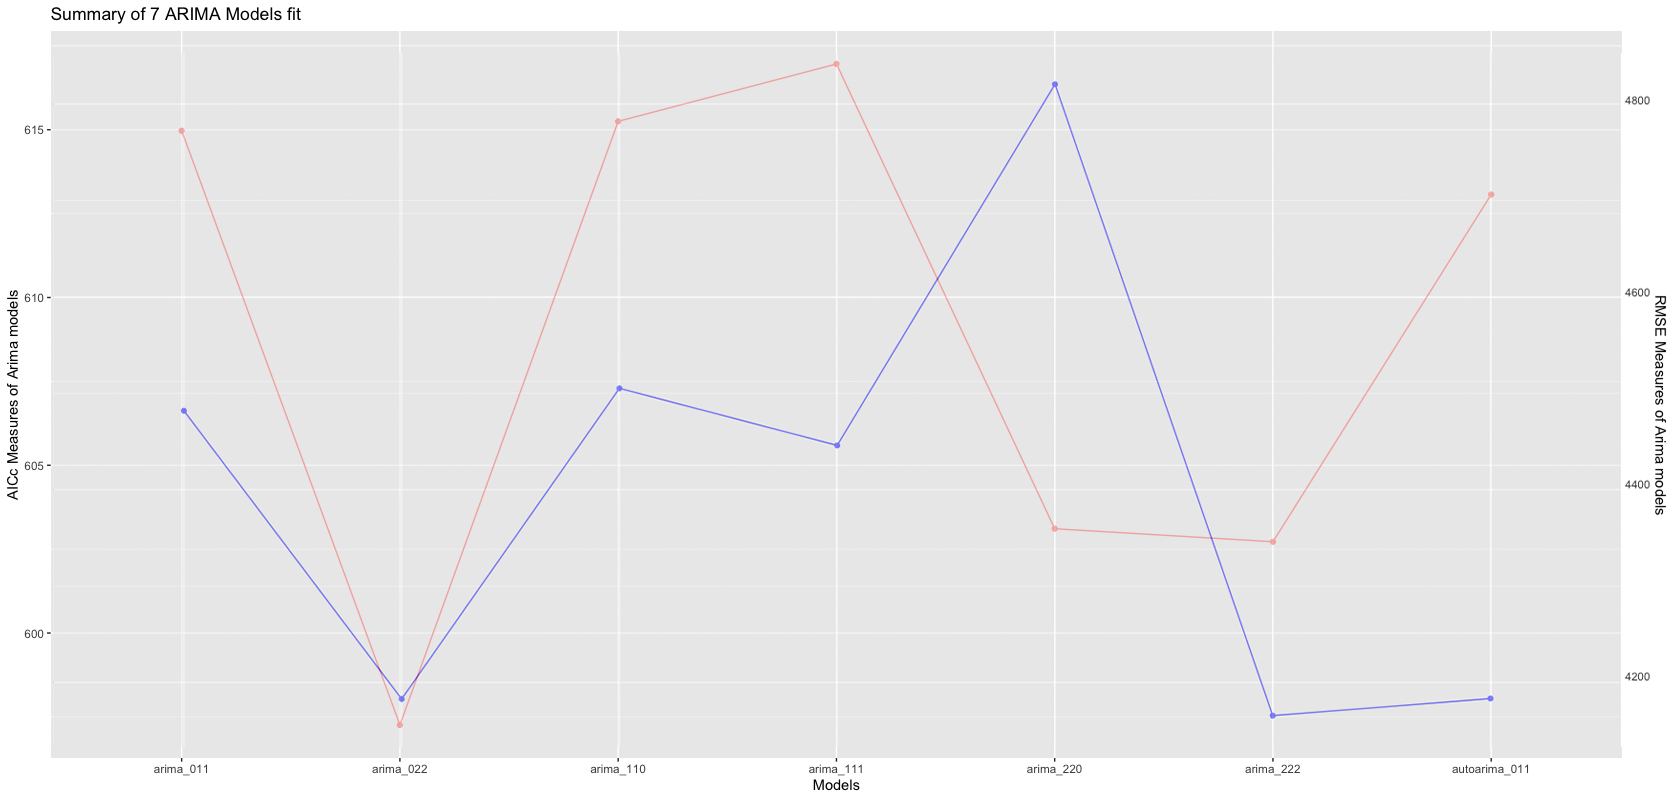 Summary of 7 ARIMA Models fit
AICc Measures of Arima models
615
610
605
600
4800
4600
4400
4200
RMSE Measures of Arima models
arima_011
arima_022
arima_110
arima_111
arima_220
arima_222
autoarima_011
Models